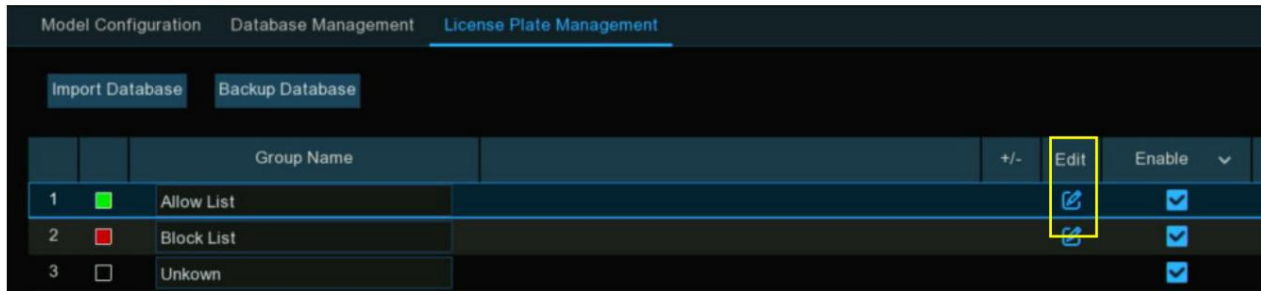 Model Configuration Database Management License Plate Management
Import Database Backup Database
Group Name +/- Edit Enable
1 Allow List
2 Block List
3 Unkown